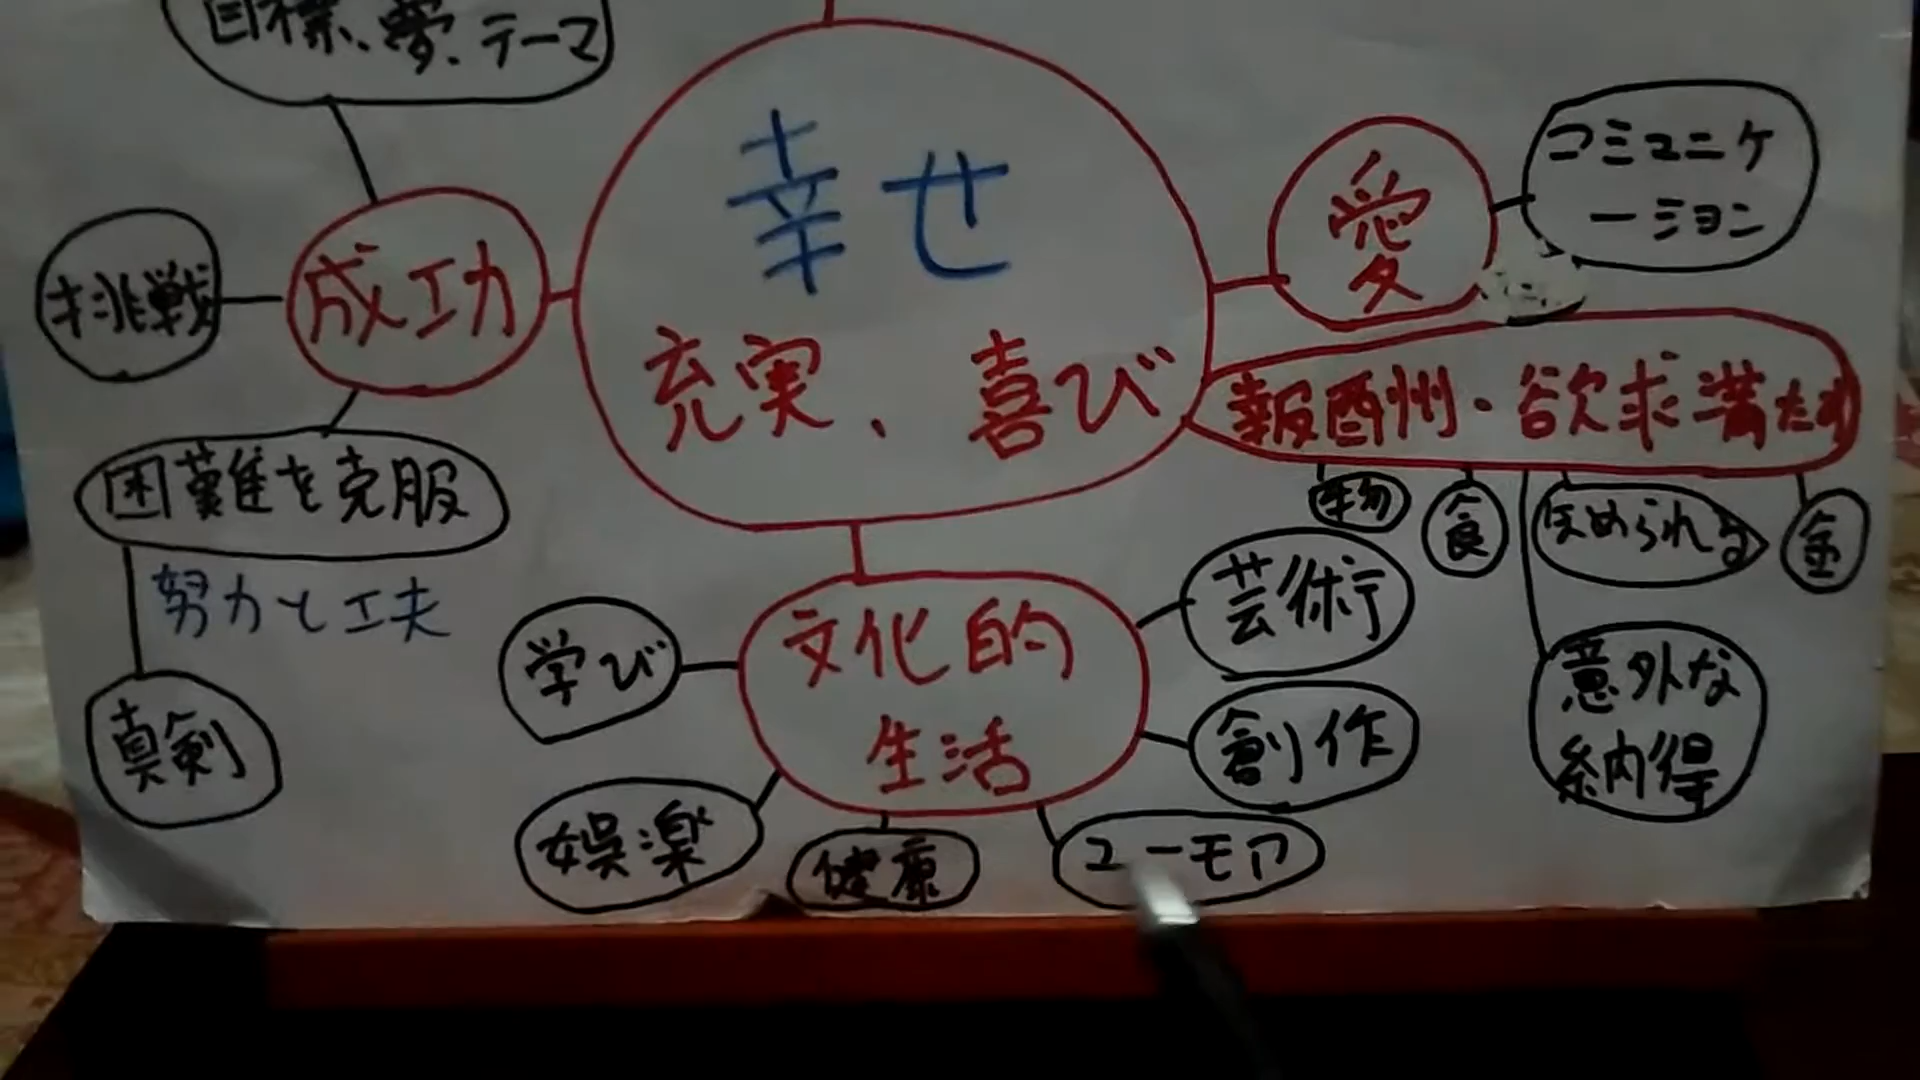 目標、夢、テーマ
幸せ
充実、喜び
成功
挑戦
困難を克服
努力と工夫
真剣
愛
コミュニケ
ーション
報酬・欲求満たす
物
食
認められる
金
意外な
納得
文化的
生活
学び
娯楽
健康
ユーモア
創作
芸術